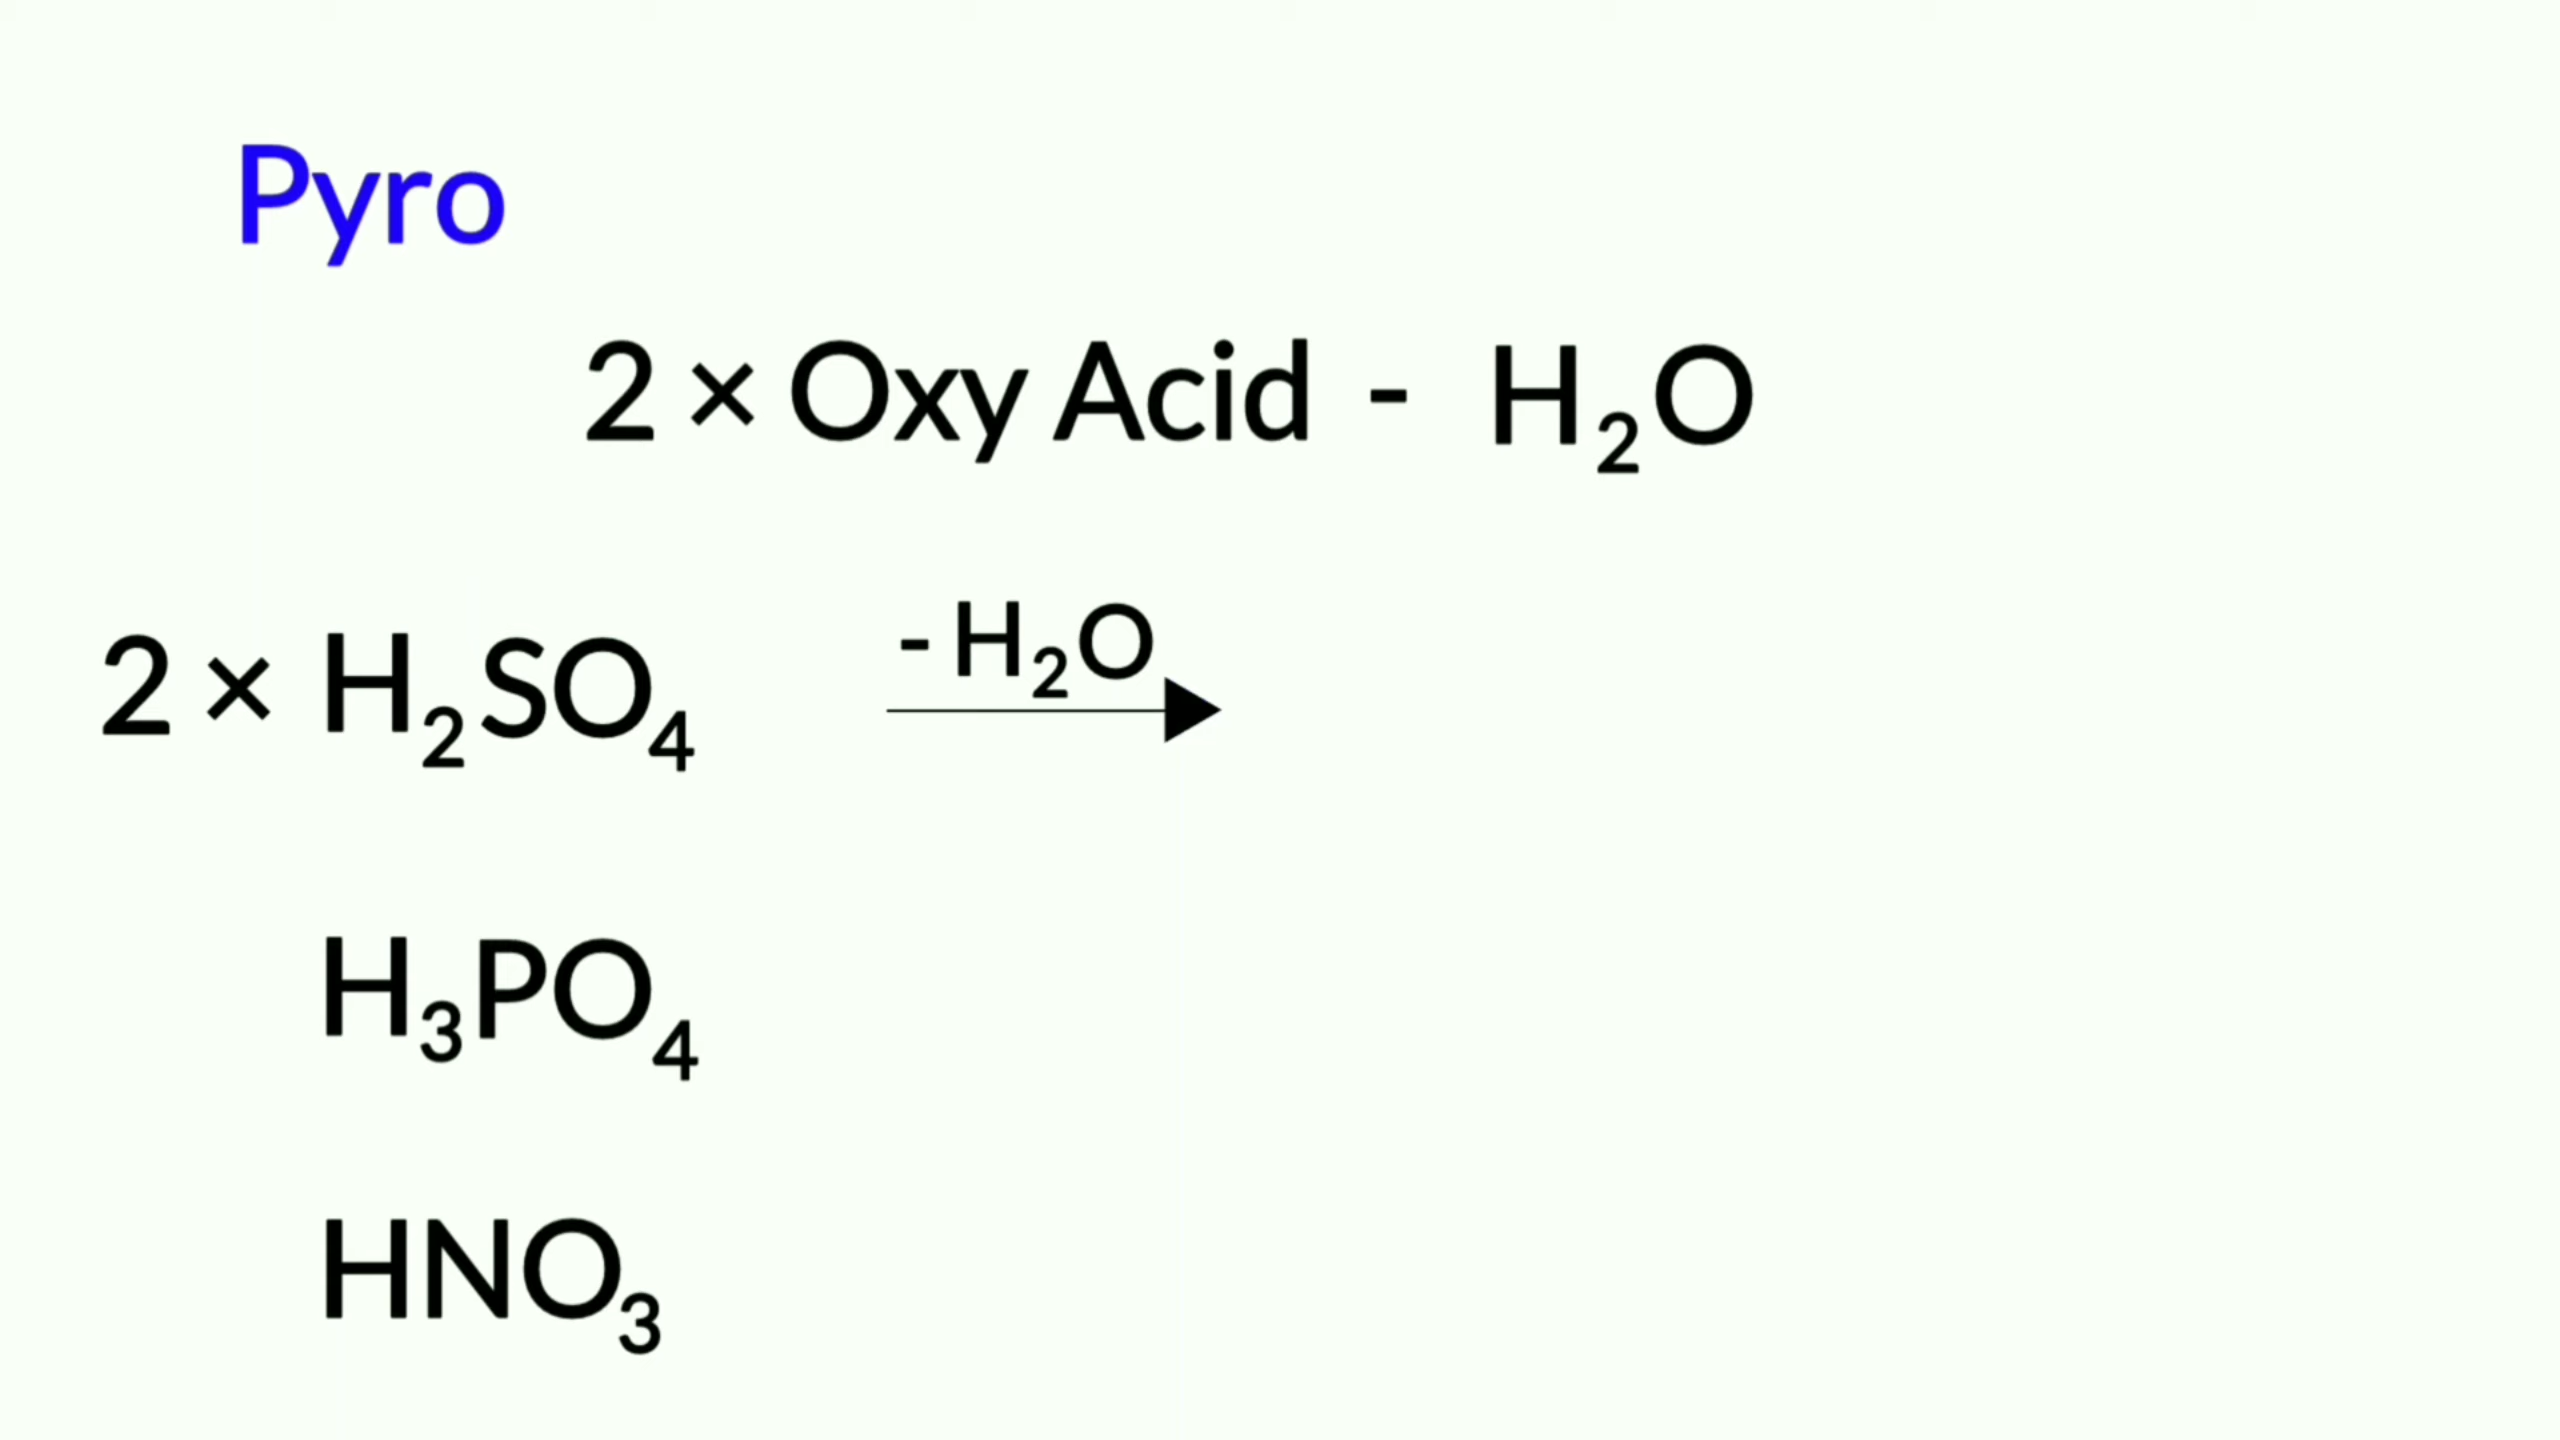 Pyro
2 × Oxy Acid - H₂O
2 × H₂SO₄ - H₂O
H₃PO₄
HNO₃